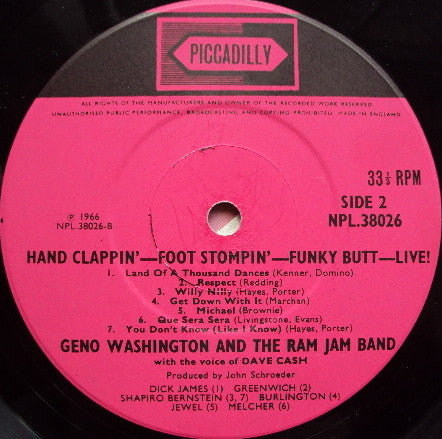 PICCADILLY
ALL RIGHTS OF THE MANUFACTURERS AND OWNER OF THE RECORDED WORK RESERVED
UNAUTHORISED PUBLIC PERFORMANCE, BROADCASTING AND COPYING PROHIBITED. MADE IN ENGLAND
33⅓ RPM
SIDE 2
NPL.38026
℗ 1966
NPL.38026-B
HAND CLAPPIN'—FOOT STOMPIN'—FUNKY BUTT—LIVE!
1. Land Of A Thousand Dances (Kenner, Domino)
2. Respect (Redding)
3. Willy Nilly (Hayes, Porter)
4. Get Down With It (Marchan)
5. Michael (Brownie)
6. Que Sera Sera (Livingstone, Evans)
7. You Don't Know (Like I Know) (Hayes, Porter)
GENO WASHINGTON AND THE RAM JAM BAND
with the voice of DAVE CASH
Produced by John Schroeder
DICK JAMES (1) GREENWICH (2)
SHAPIRO BERNSTEIN (3, 7) BURLINGTON (4)
JEWEL (5) MELCHER (6)